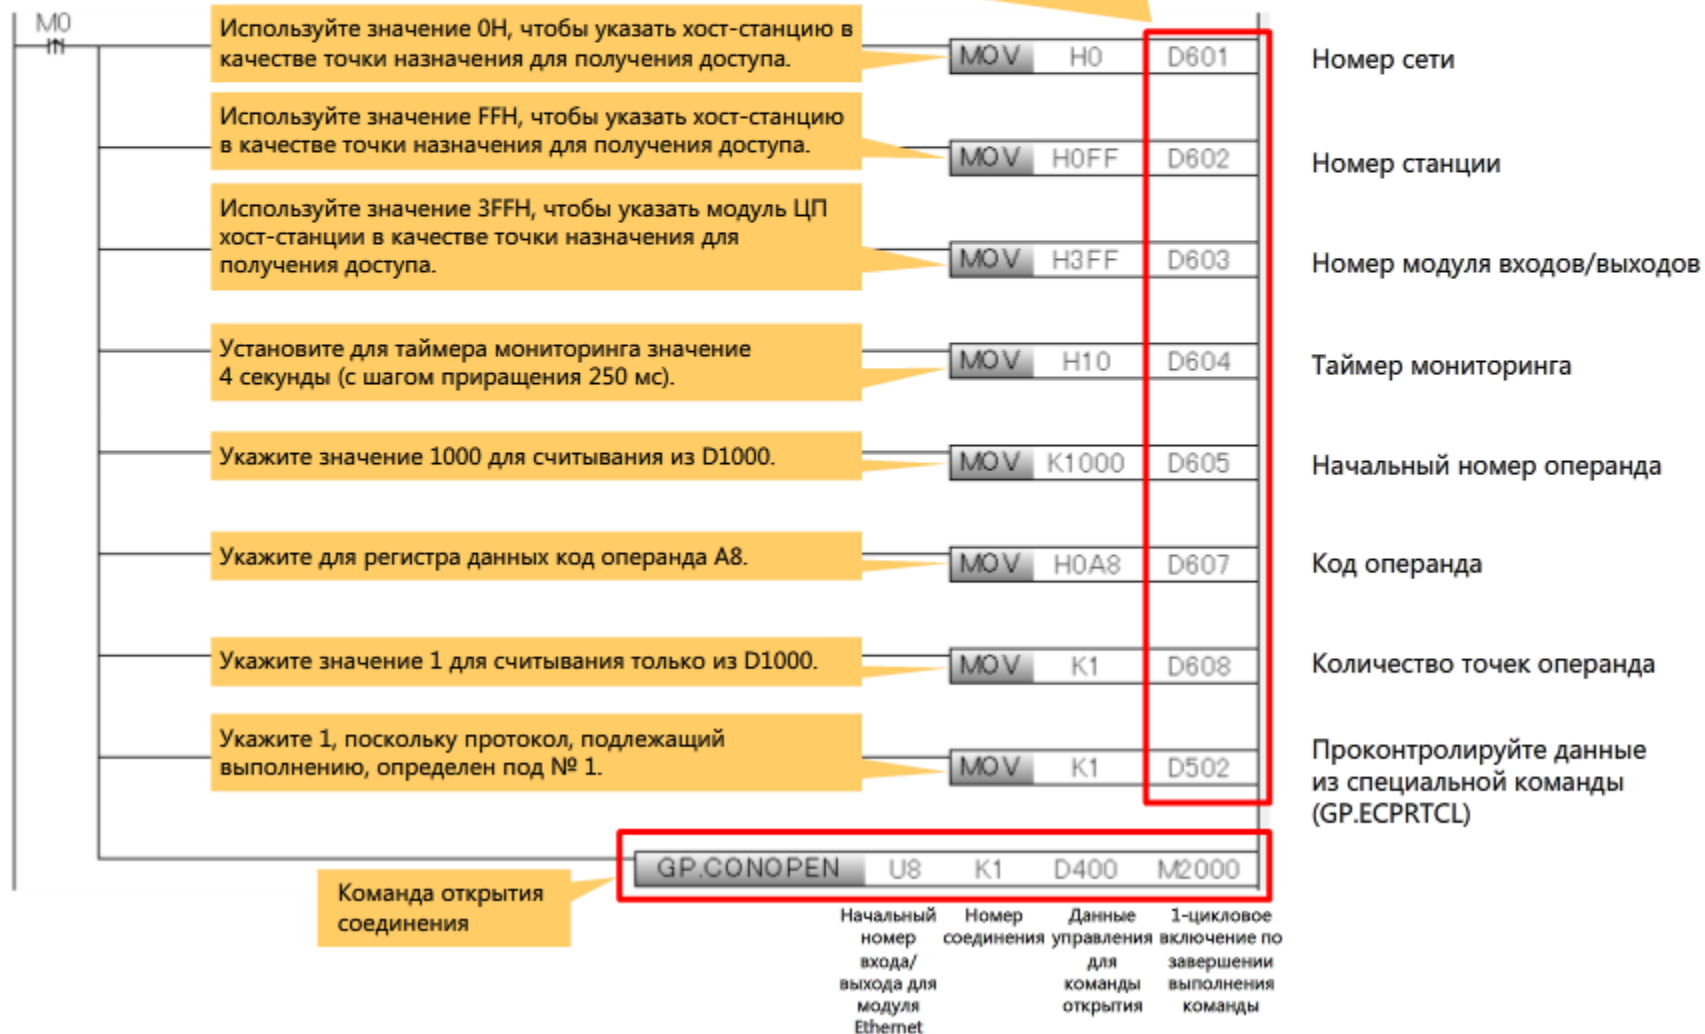 M0
Используйте значение 0H, чтобы указать хост-станцию в
качестве точки назначения для получения доступа.
MOV H0 D601
Номер сети
Используйте значение FFH, чтобы указать хост-станцию
в качестве точки назначения для получения доступа.
MOV H0FF D602
Номер станции
Используйте значение 3FFH, чтобы указать модуль ЦП
хост-станции в качестве точки назначения для
получения доступа.
MOV H3FF D603
Номер модуля входов/выходов
Установите для таймера мониторинга значение
4 секунды (с шагом приращения 250 мс).
MOV H10 D604
Таймер мониторинга
Укажите значение 1000 для считывания из D1000.
MOV K1000 D605
Начальный номер операнда
Укажите для регистра данных код операнда A8.
MOV H0A8 D607
Код операнда
Укажите значение 1 для считывания только из D1000.
MOV K1 D608
Количество точек операнда
Укажите 1, поскольку протокол, подлежащий
выполнению, определен под № 1.
MOV K1 D502
Проконтролируйте данные
из специальной команды
(GP.ECPRTCL)
GP.CONOPEN U8 K1 D400 M2000
Команда открытия
соединения
Начальный
номер
входа/
выхода для
модуля
Ethernet
Номер
соединения
Данные
управления
для
команды
открытия
1-цикловое
включение по
завершении
выполнения
команды